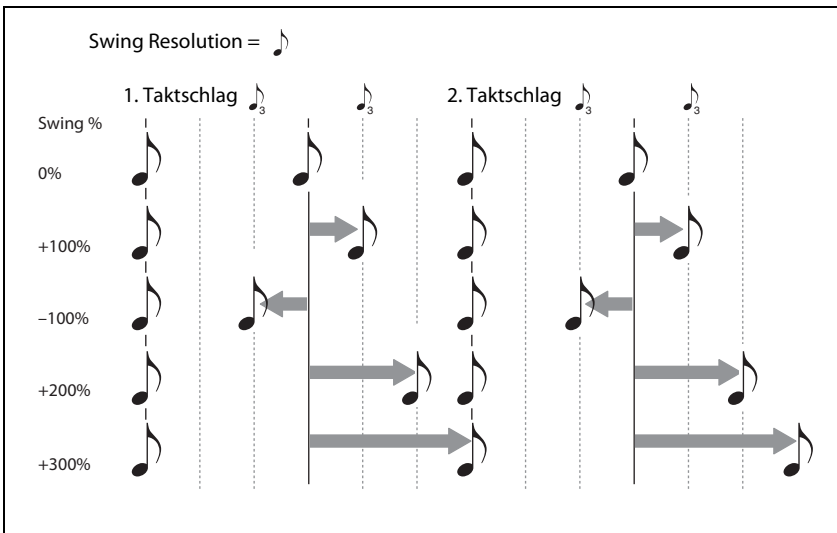 Swing Resolution = ♪
1. Taktschlag ♪3 ♪3 2. Taktschlag ♪3 ♪3
Swing %
0%
+100%
–100%
+200%
+300%